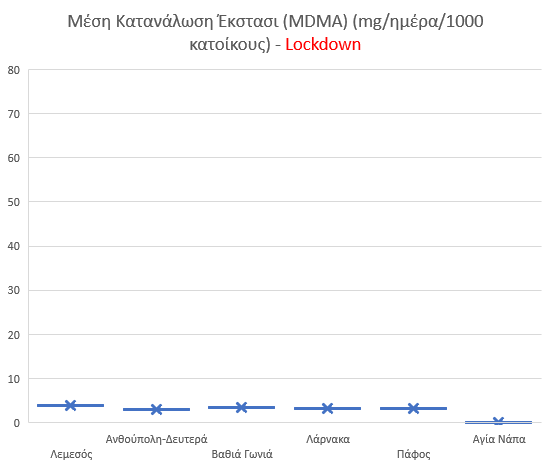 Μέση Κατανάλωση Έκστασι (MDMA) (mg/ημέρα/1000
κατοίκους) - Lockdown
80
70
60
50
40
30
20
10
0
Λεμεσός
Ανθούπολη-Δευτερά
Βαθιά Γωνιά
Λάρνακα
Πάφος
Αγία Νάπα